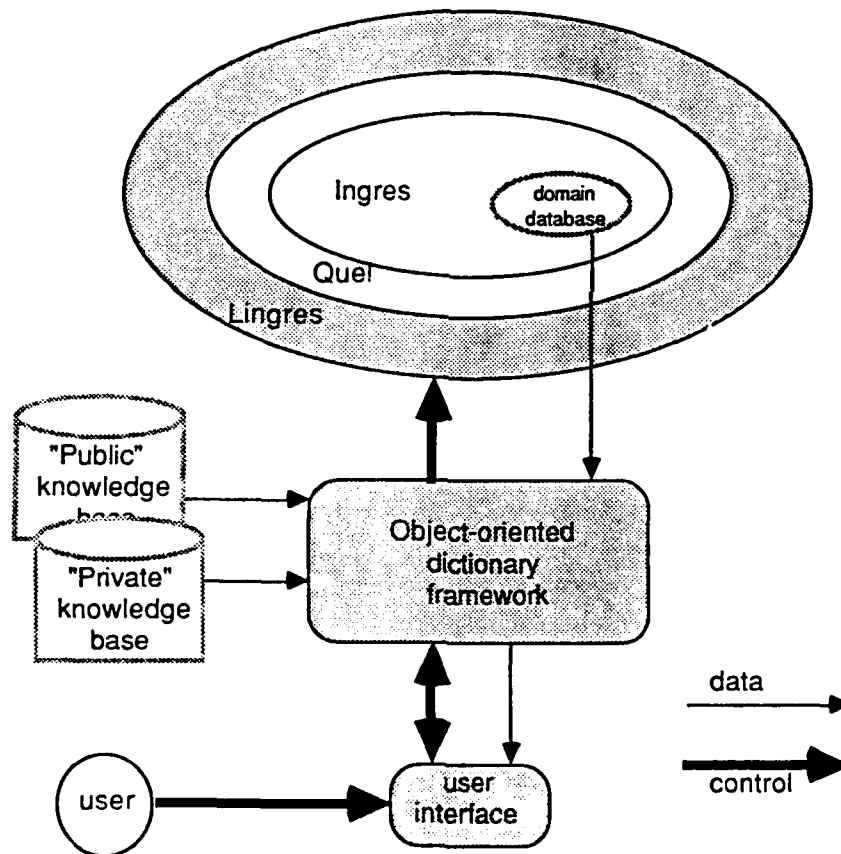 Ingres
domain
database
Quel
Lingres
"Public"
knowledge
"Private"
knowledge
base
Object-oriented
dictionary
framework
data
control
user
user
interface